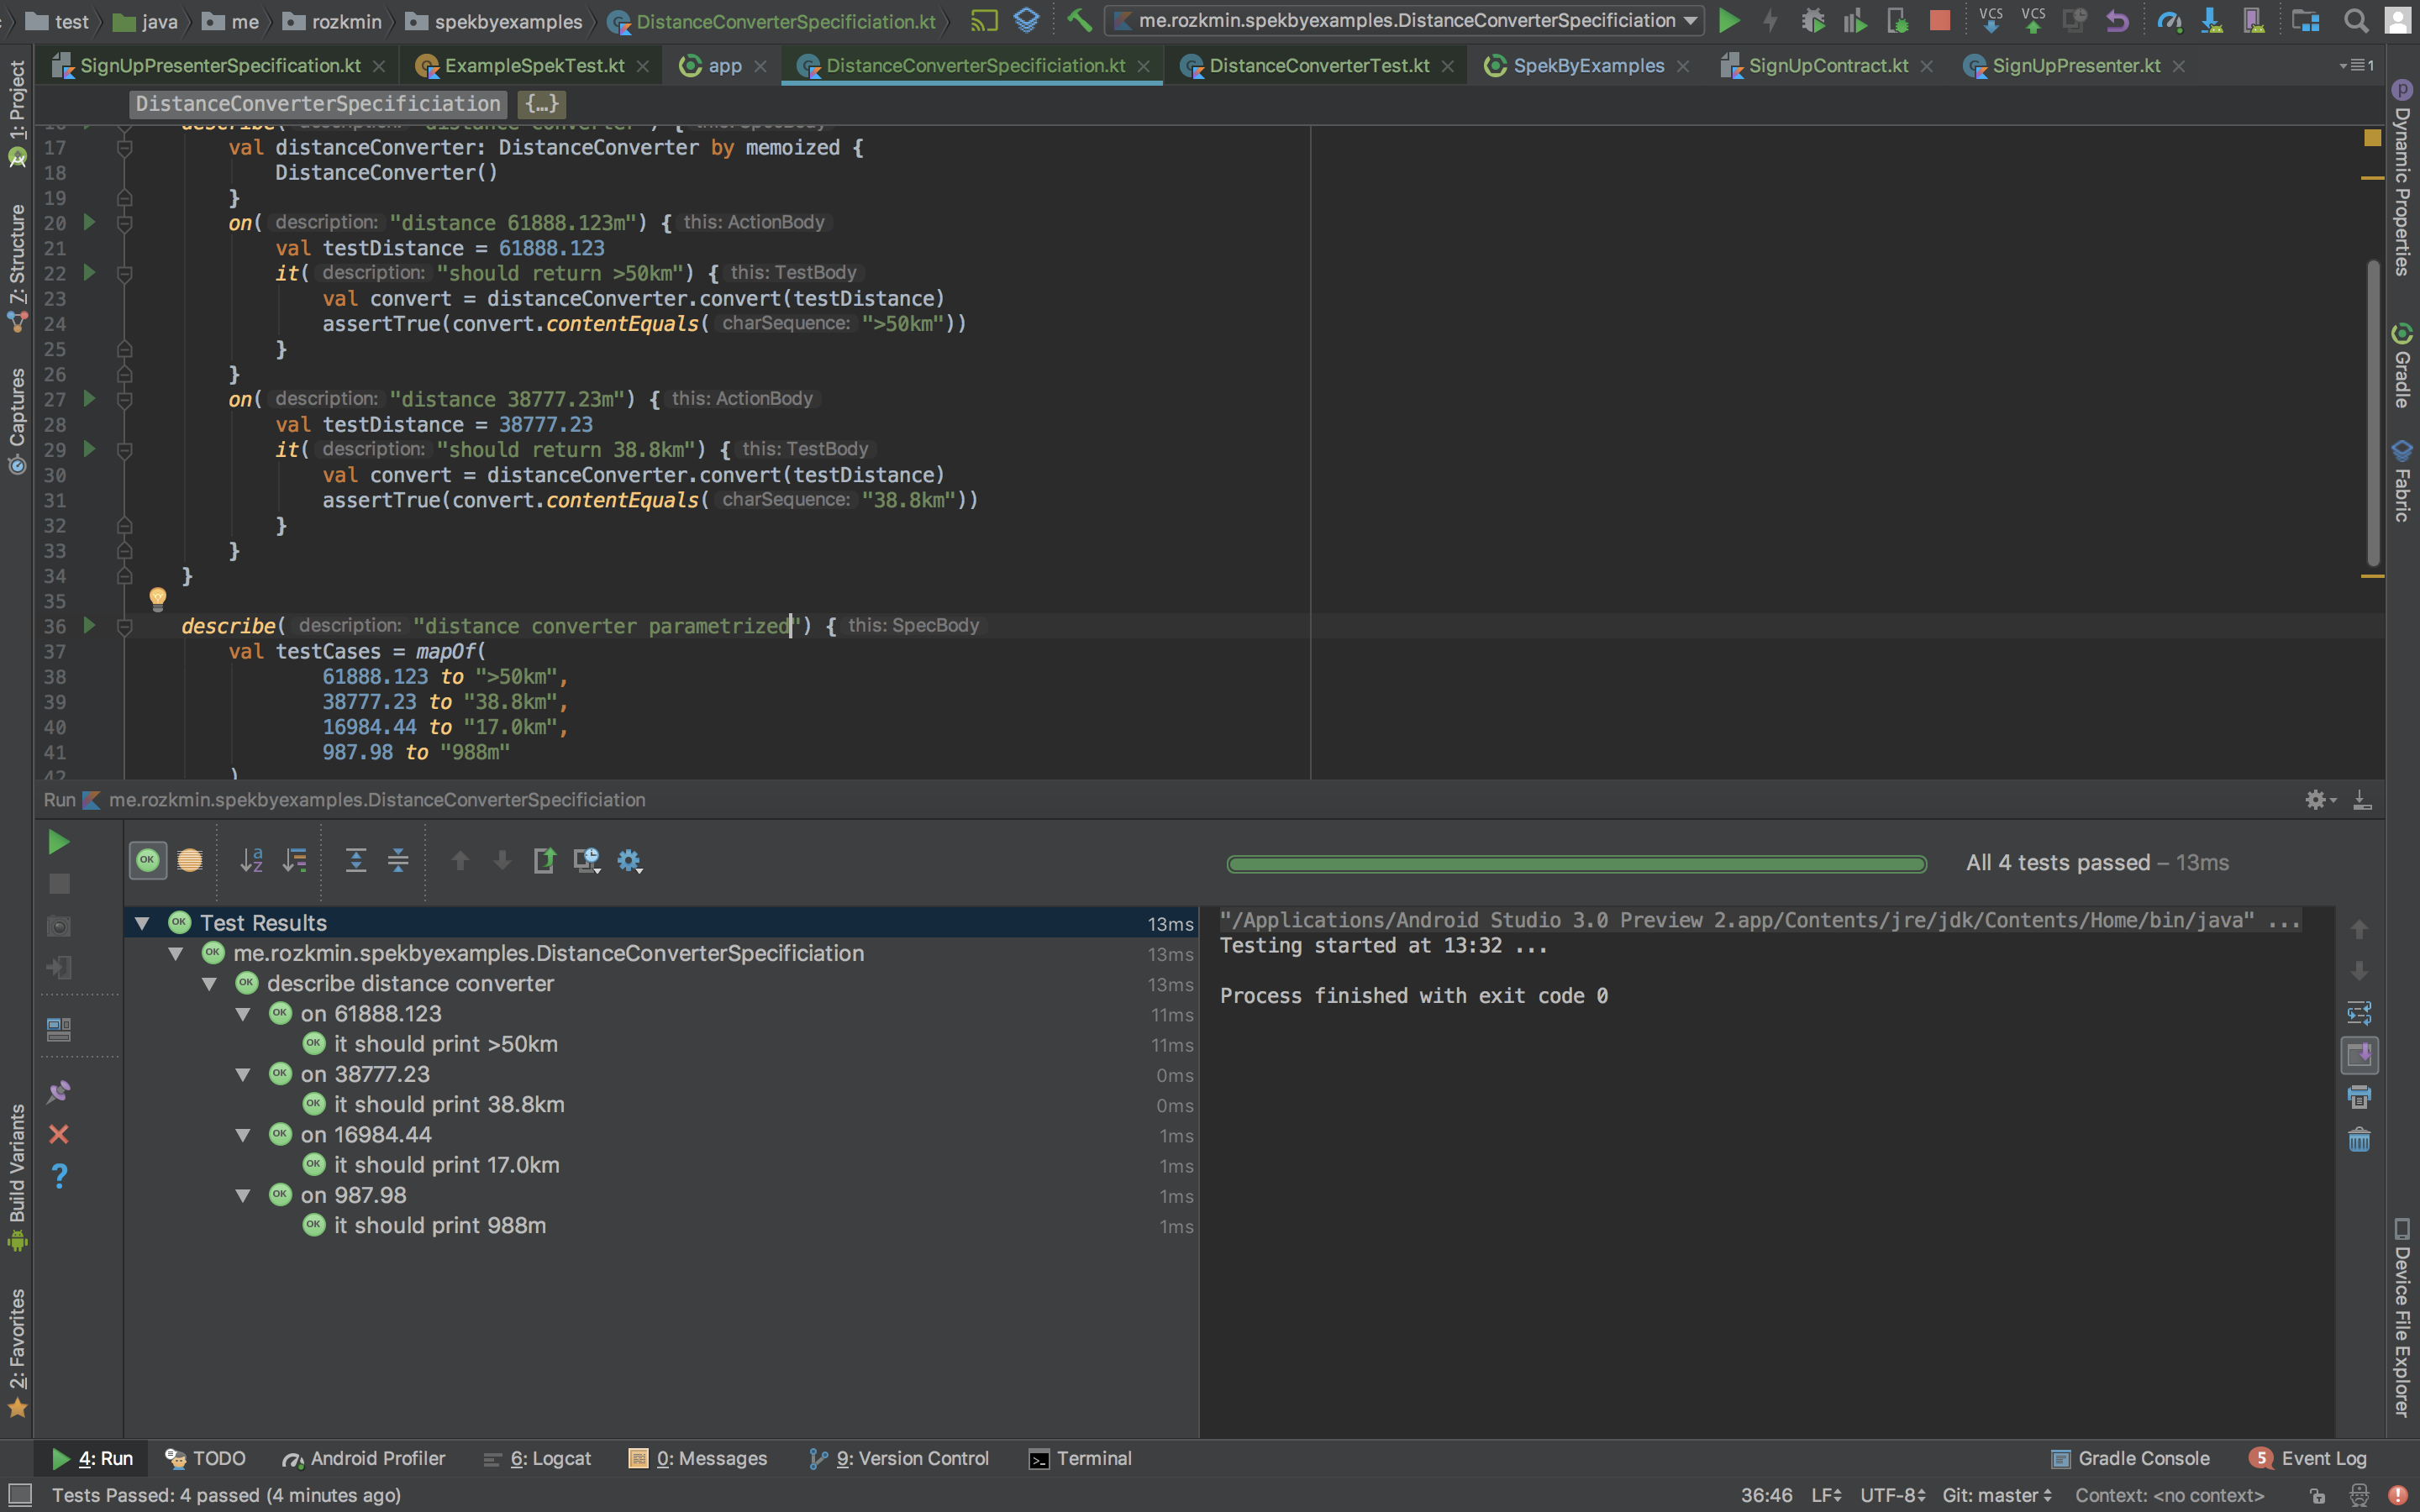 test java me rozkmin spekbyexamples DistanceConverterSpecificiation.kt me.rozkmin.spekbyexamples.DistanceConverterSpecificiation VCS VCS
SignUpPresenterSpecification.kt ExampleSpekTest.kt app DistanceConverterSpecificiation.kt DistanceConverterTest.kt SpekByExamples SignUpContract.kt SignUpPresenter.kt 1
DistanceConverterSpecificiation {...}
17 val distanceConverter: DistanceConverter by memoized {
18 DistanceConverter()
19 }
20 on( description: "distance 61888.123m") { this: ActionBody
21 val testDistance = 61888.123
22 it( description: "should return >50km") { this: TestBody
23 val convert = distanceConverter.convert(testDistance)
24 assertTrue(convert.contentEquals( charSequence: ">50km"))
25 }
26 }
27 on( description: "distance 38777.23m") { this: ActionBody
28 val testDistance = 38777.23
29 it( description: "should return 38.8km") { this: TestBody
30 val convert = distanceConverter.convert(testDistance)
31 assertTrue(convert.contentEquals( charSequence: "38.8km"))
32 }
33 }
34 }
35
36 describe( description: "distance converter parametrized") { this: SpecBody
37 val testCases = mapOf(
38 61888.123 to ">50km",
39 38777.23 to "38.8km",
40 16984.44 to "17.0km",
41 987.98 to "988m"
42 )
Run me.rozkmin.spekbyexamples.DistanceConverterSpecificiation
All 4 tests passed – 13ms
Test Results 13ms
me.rozkmin.spekbyexamples.DistanceConverterSpecificiation 13ms
describe distance converter 13ms
on 61888.123 11ms
it should print >50km 11ms
on 38777.23 0ms
it should print 38.8km 0ms
on 16984.44 1ms
it should print 17.0km 1ms
on 987.98 1ms
it should print 988m 1ms
"/Applications/Android Studio 3.0 Preview 2.app/Contents/jre/jdk/Contents/Home/bin/java" ...
Testing started at 13:32 ...
Process finished with exit code 0
1: Project
7: Structure
Captures
Build Variants
2: Favorites
Dynamic Properties
Gradle
Fabric
Device File Explorer
4: Run TODO Android Profiler 6: Logcat 0: Messages 9: Version Control Terminal Gradle Console 5 Event Log
Tests Passed: 4 passed (4 minutes ago) 36:46 LF UTF-8 Git: master Context: <no context>